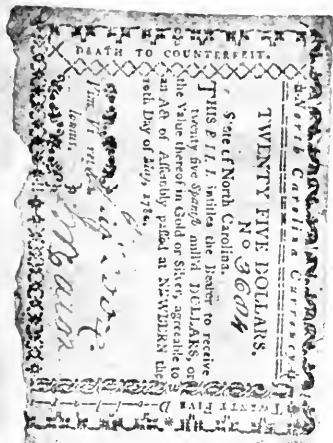 North Carolina Currency
TWENTY FIVE DOLLARS.
No 3604
State of North Carolina.
THIS BILL intitles the Bearer to receive
twenty five Spanish mill'd DOLLARS, or
the Value thereof in Gold or Silver, agreeable to
an Act of Assembly passed at NEWBERN the
10th Day of May, 1780.
DEATH TO COUNTERFEIT.
TWENTY FIVE Dollars